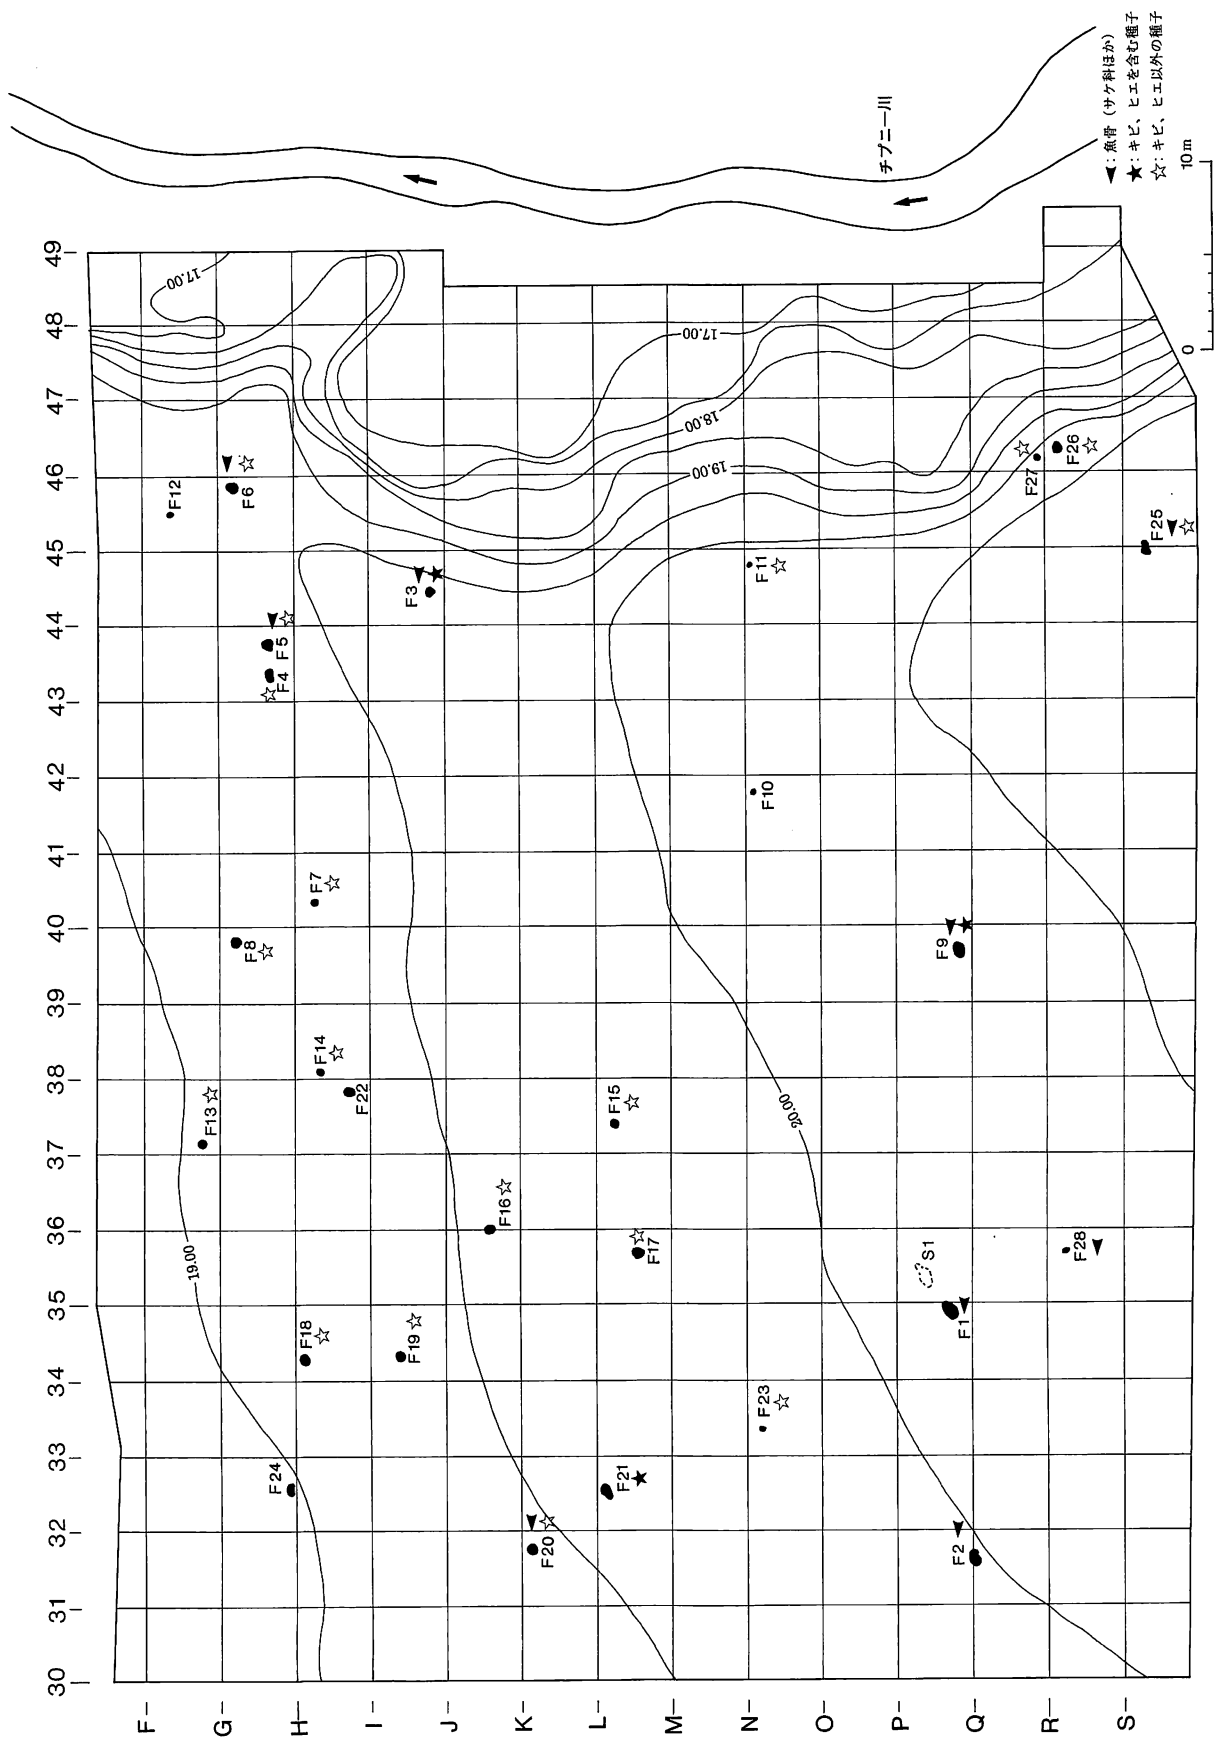 49
48
47
46
45
44
43
42
41
40
39
38
37
36
35
34
33
32
31
30
F
G
H
I
J
K
L
M
N
O
P
Q
R
S
チプニー川
17.00
17.00
18.00
19.00
19.00
20.00
F12
F6 ☆
F3 ★
F5 ☆
F4 ☆
F11 ☆
F27 ☆
F26 ☆
F25 ☆
F10
F7 ☆
F8 ☆
F9 ★
F14 ☆
F22
F13 ☆
F15 ☆
F16 ☆
F17 ☆
S1
F28
F1
F18 ☆
F19 ☆
F23 ☆
F24
F21 ★
F20 ☆
F2
▲：魚骨（サケ科ほか）
★：キビ、ヒエを含む種子
☆：キビ、ヒエ以外の種子
0 10m